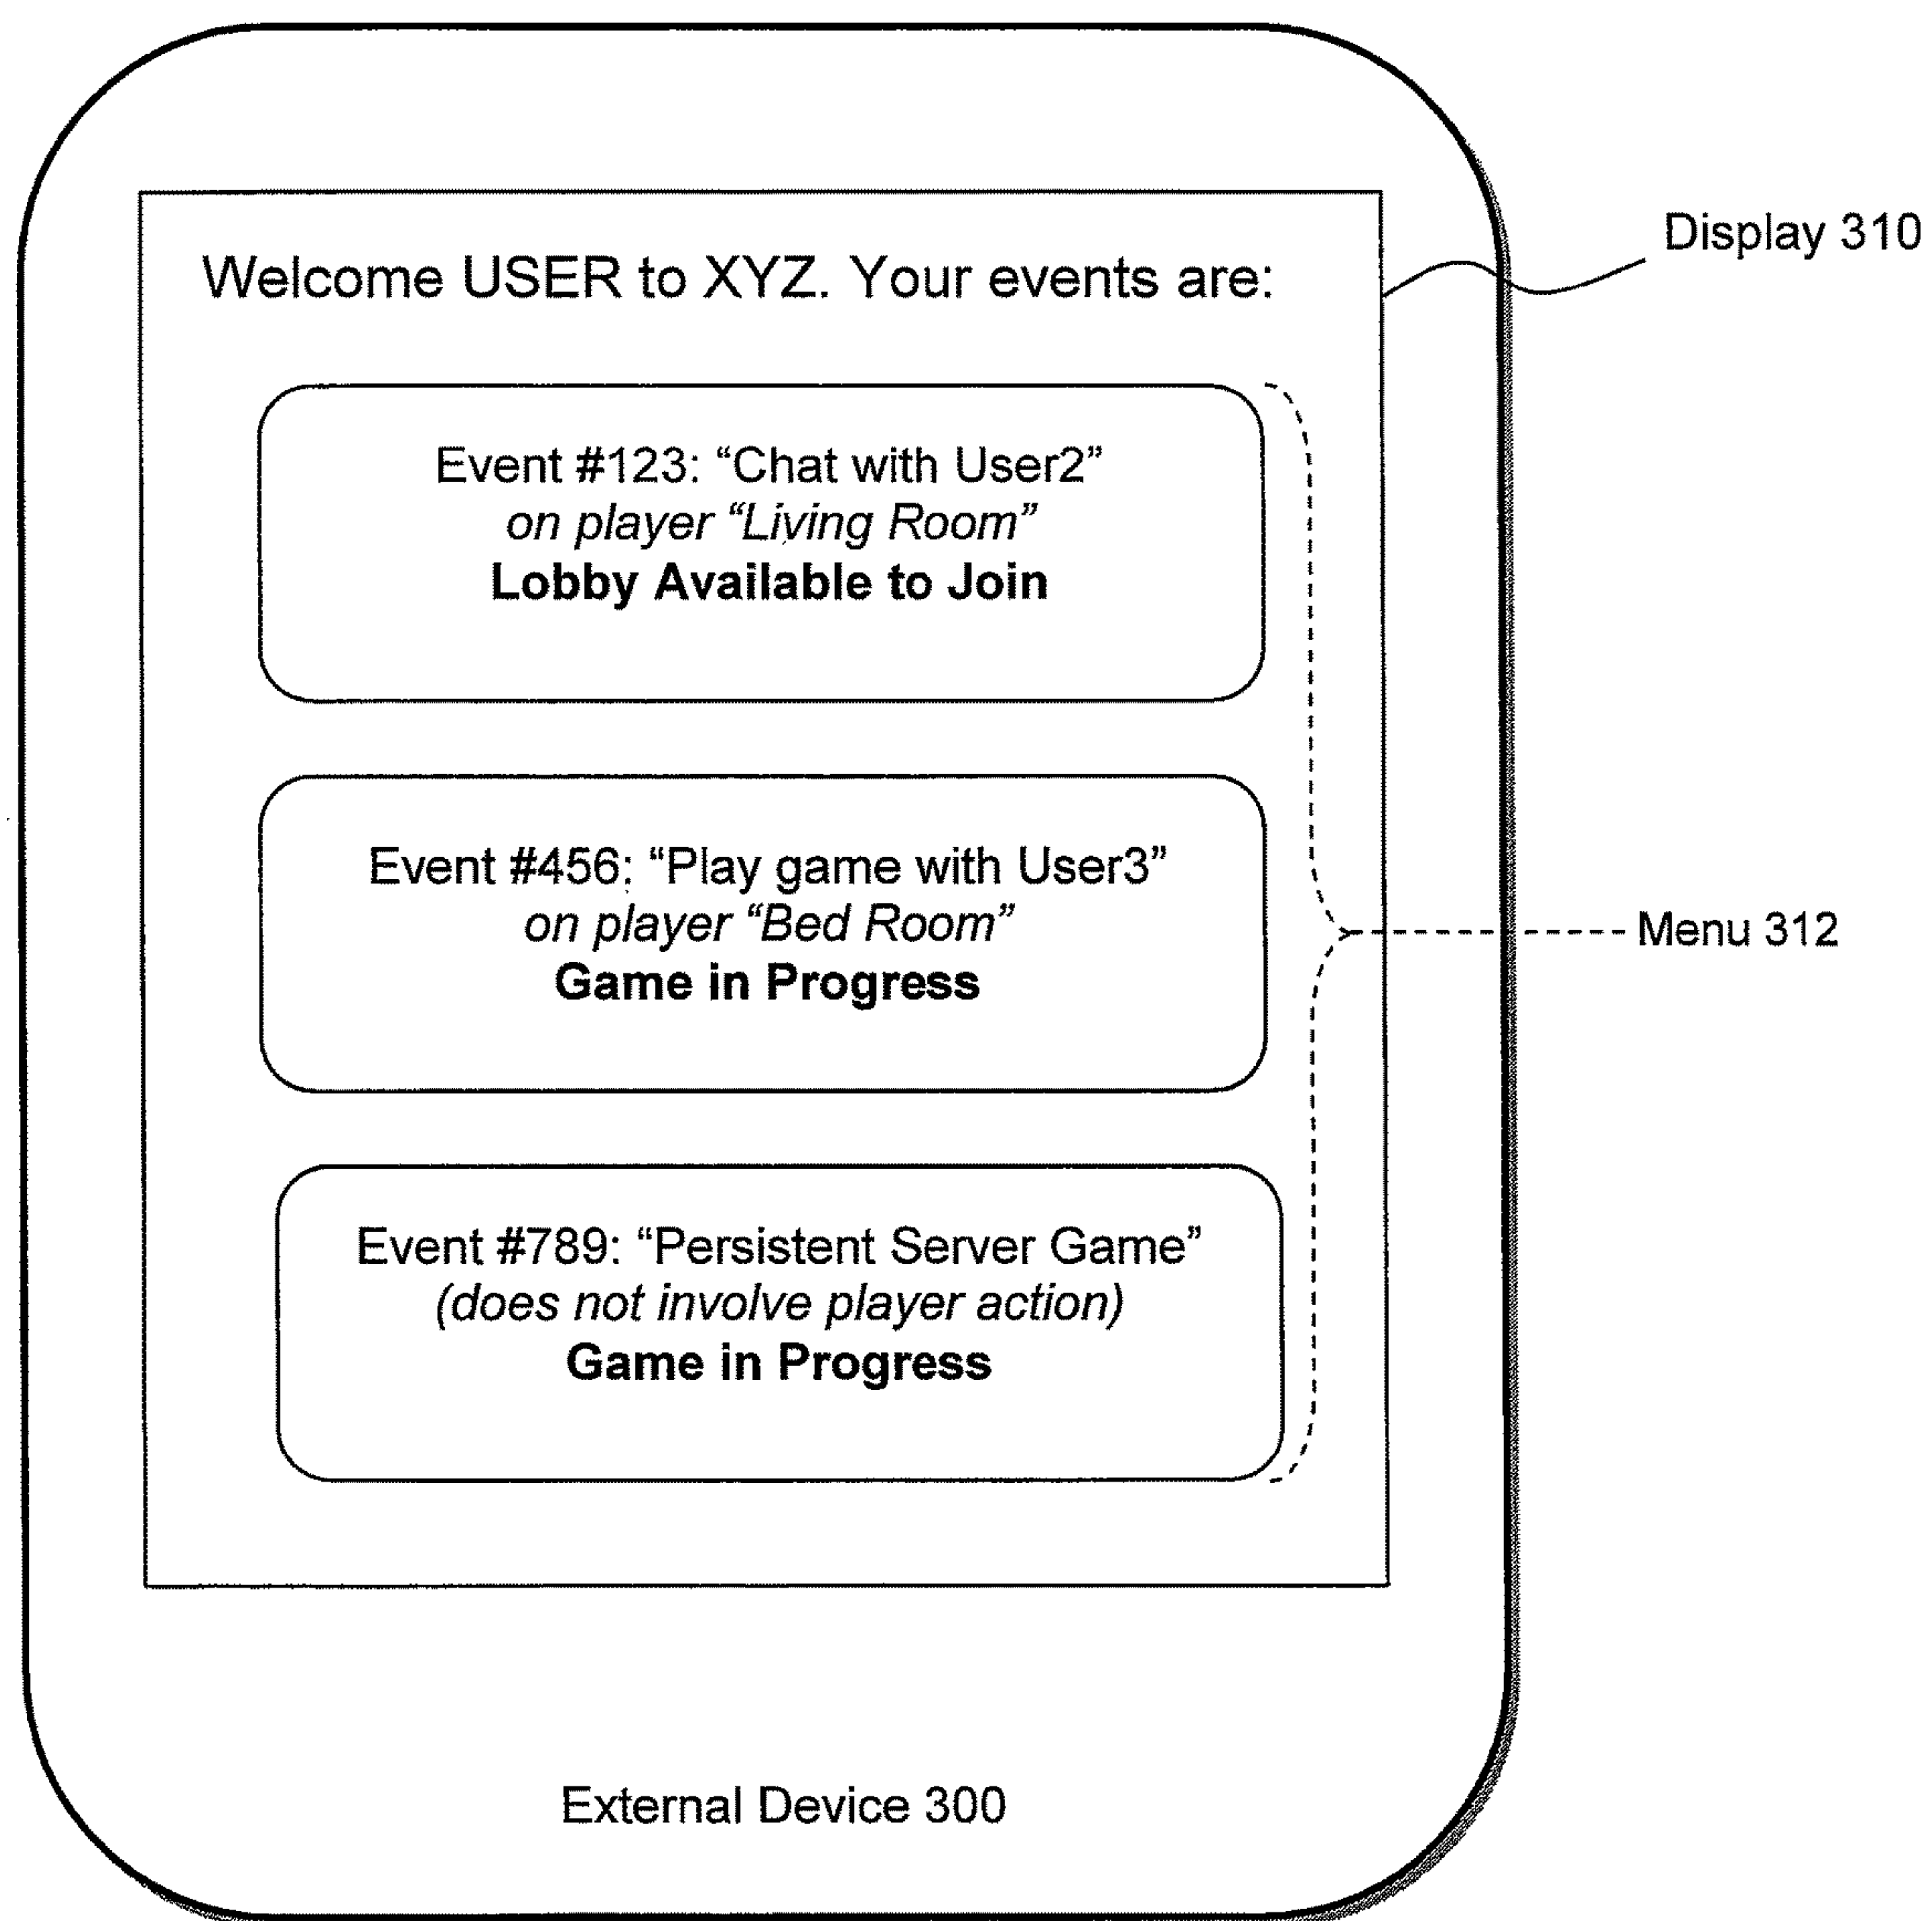 Display 310
Welcome USER to XYZ. Your events are:
Event #123: “Chat with User2”
on player “Living Room”
Lobby Available to Join
Event #456: “Play game with User3”
on player “Bed Room”
Game in Progress
Menu 312
Event #789: “Persistent Server Game”
(does not involve player action)
Game in Progress
External Device 300